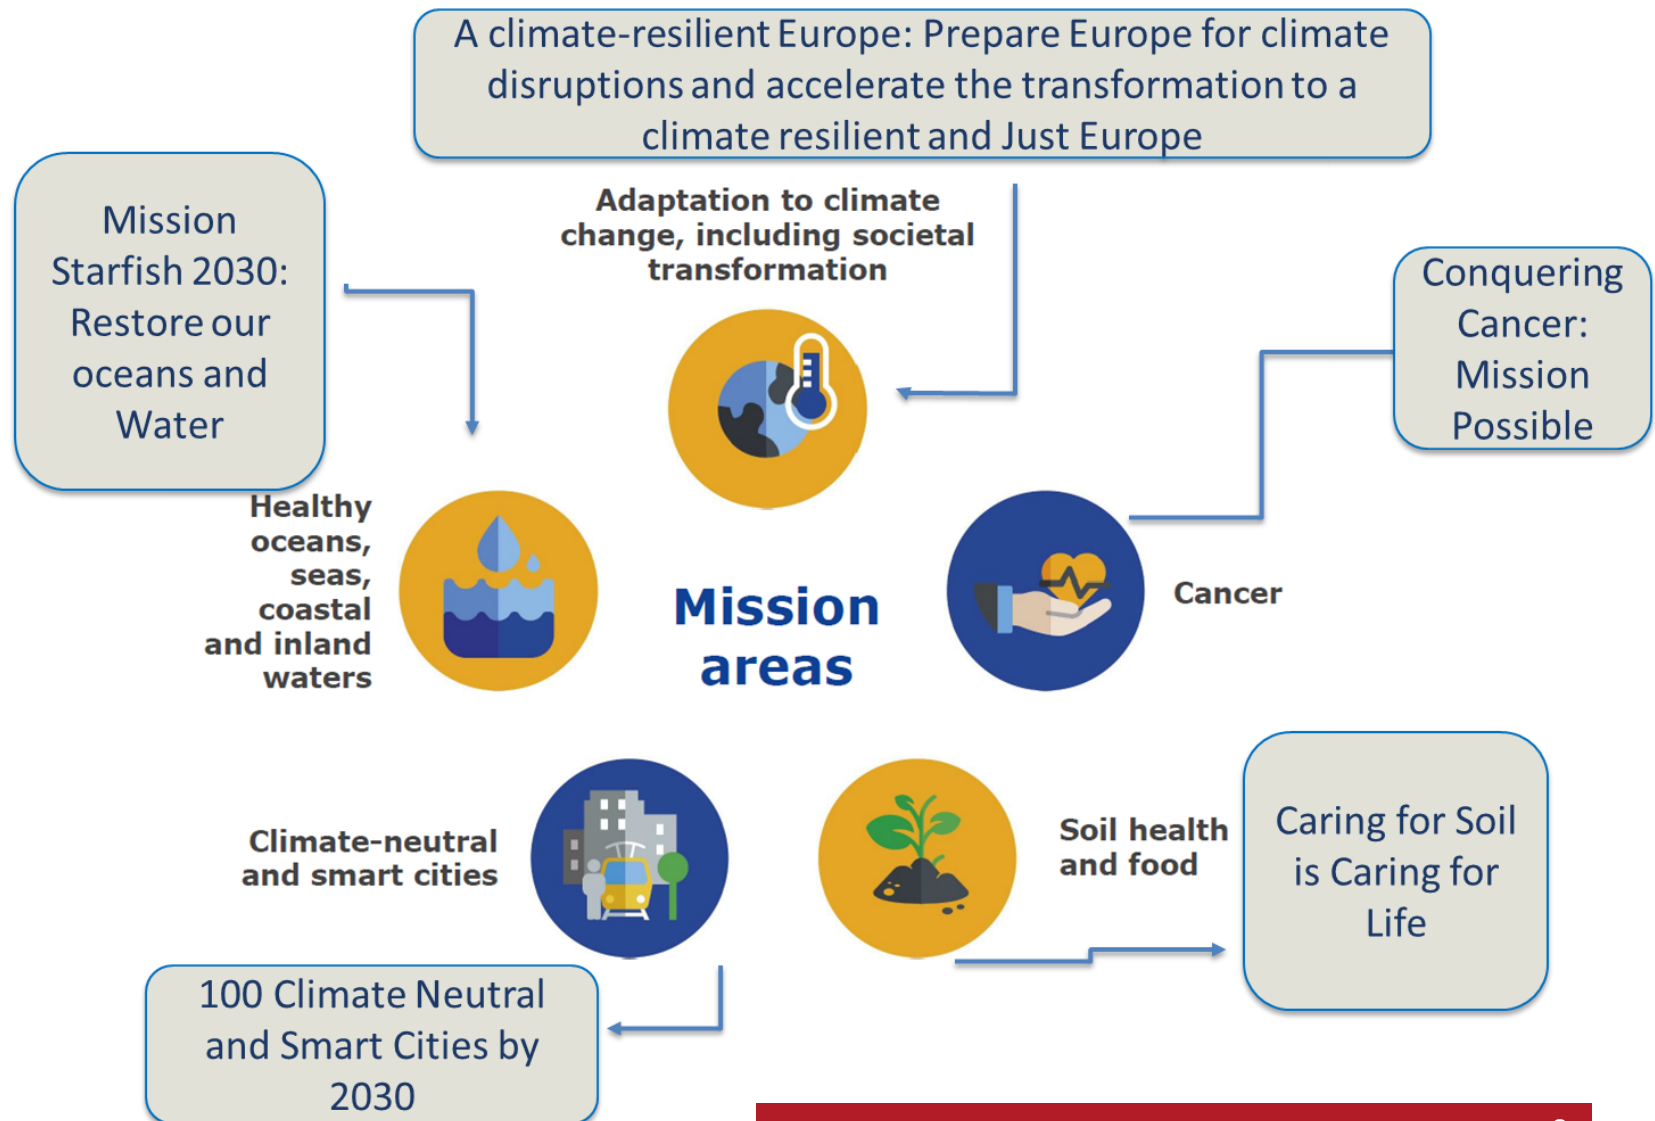 A climate-resilient Europe: Prepare Europe for climate
disruptions and accelerate the transformation to a
climate resilient and Just Europe
Mission
Starfish 2030:
Restore our
oceans and
Water
Adaptation to climate
change, including societal
transformation
Conquering
Cancer:
Mission
Possible
Healthy
oceans,
seas,
coastal
and inland
waters
Mission
areas
Cancer
Climate-neutral
and smart cities
Soil health
and food
Caring for Soil
is Caring for
Life
100 Climate Neutral
and Smart Cities by
2030